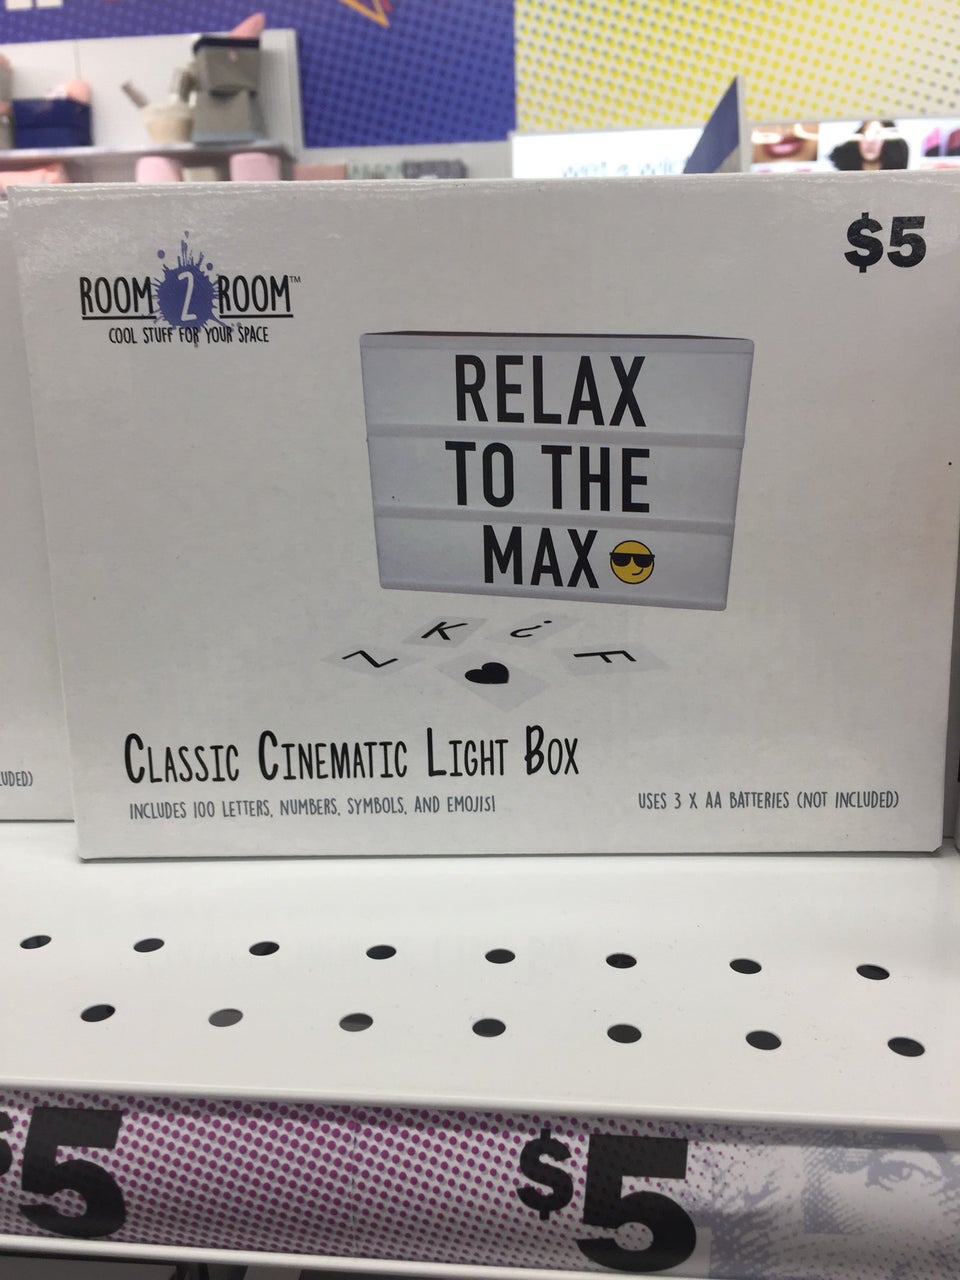 $5
ROOM 2 ROOM™
COOL STUFF FOR YOUR SPACE
RELAX
TO THE
MAX
K ¿
Z F
CLASSIC CINEMATIC LIGHT BOX
INCLUDES 100 LETTERS, NUMBERS, SYMBOLS, AND EMOJIS!
USES 3 X AA BATTERIES (NOT INCLUDED)
$5
$5